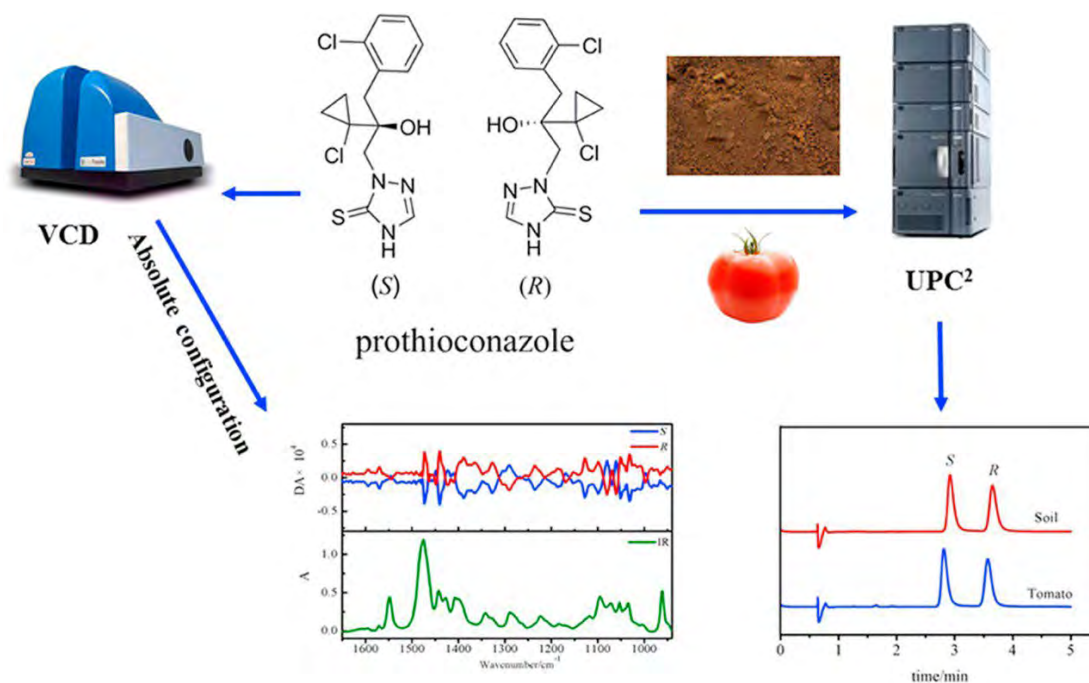 Cl
Cl
OH
HO
Cl
Cl
N
N
N
N
N
N
S
S
N
H
N
H
(S)
(R)
prothioconazole
VCD
Absolute configuration
UPC²
S
R
DA × 10⁴
0.5
0.0
-0.5
IR
A
1.0
0.5
0.0
1600
1500
1400
1300
1200
1100
1000
Wavenumber/cm⁻¹
S
R
Soil
Tomato
0
1
2
3
4
5
time/min